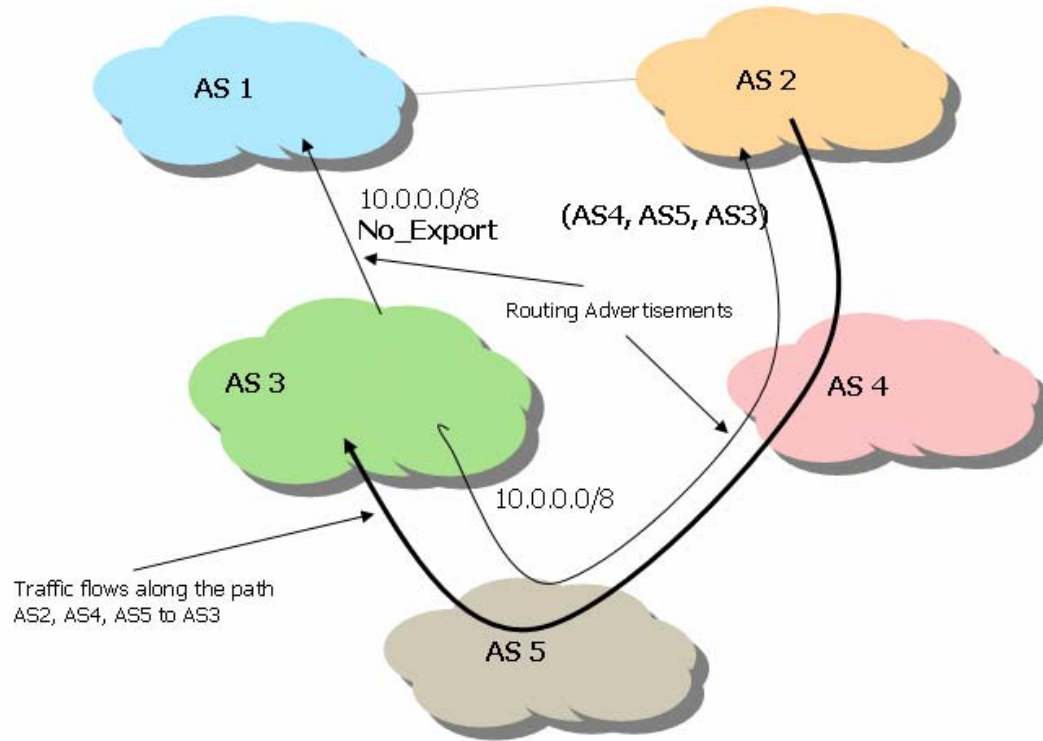 AS 1
AS 2
10.0.0.0/8
No_Export
(AS4, AS5, AS3)
Routing Advertisements
AS 3
AS 4
10.0.0.0/8
Traffic flows along the path
AS2, AS4, AS5 to AS3
AS 5